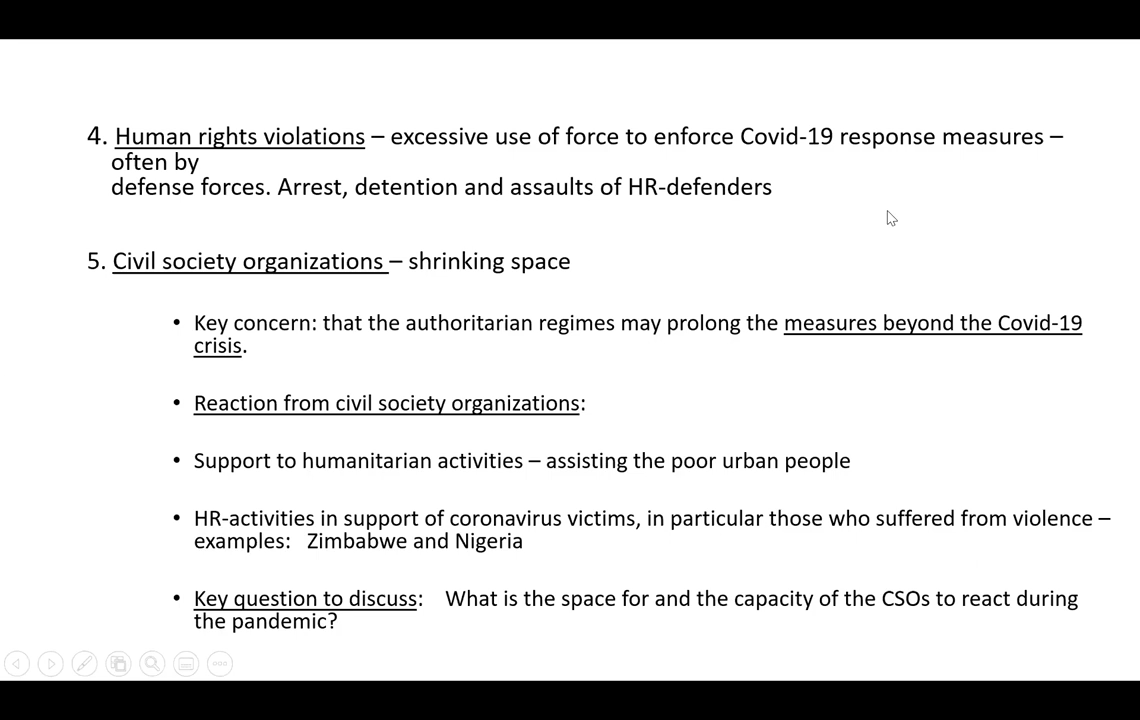 4. Human rights violations – excessive use of force to enforce Covid-19 response measures –
often by
defense forces. Arrest, detention and assaults of HR-defenders
5. Civil society organizations – shrinking space
• Key concern: that the authoritarian regimes may prolong the measures beyond the Covid-19
crisis.
• Reaction from civil society organizations:
• Support to humanitarian activities – assisting the poor urban people
• HR-activities in support of coronavirus victims, in particular those who suffered from violence –
examples: Zimbabwe and Nigeria
• Key question to discuss: What is the space for and the capacity of the CSOs to react during
the pandemic?